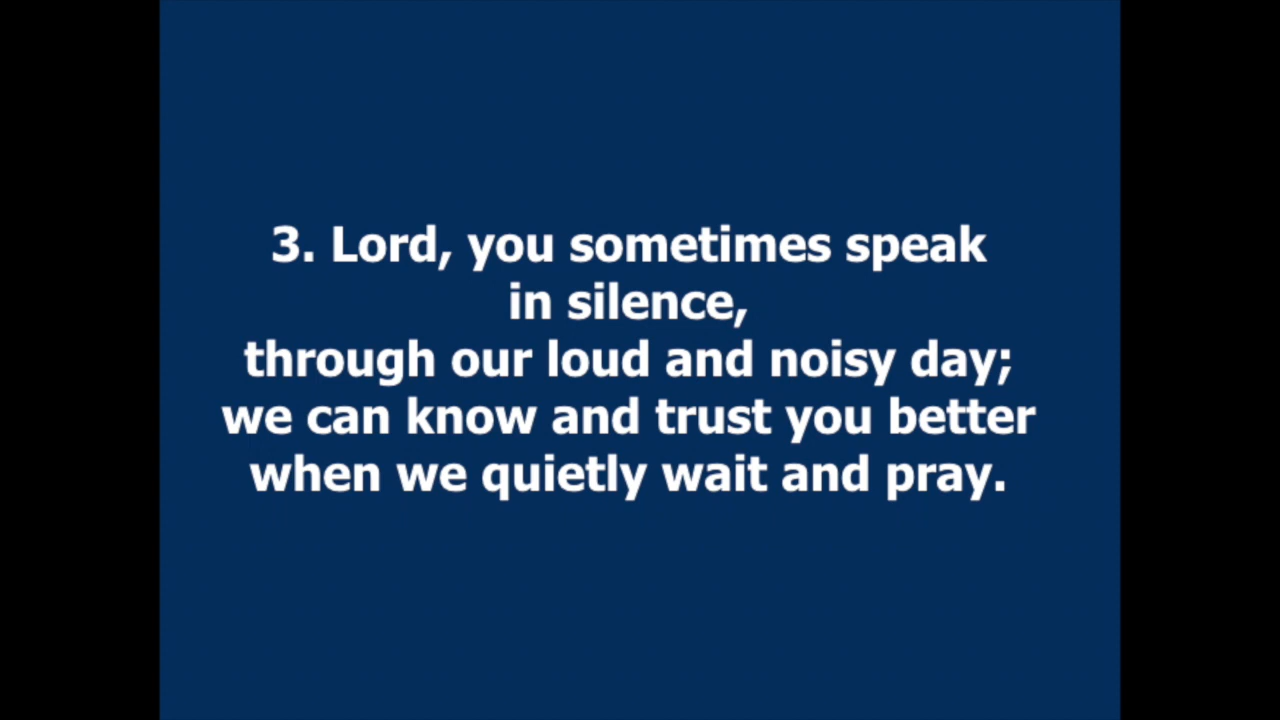 3. Lord, you sometimes speak
in silence,
through our loud and noisy day;
we can know and trust you better
when we quietly wait and pray.